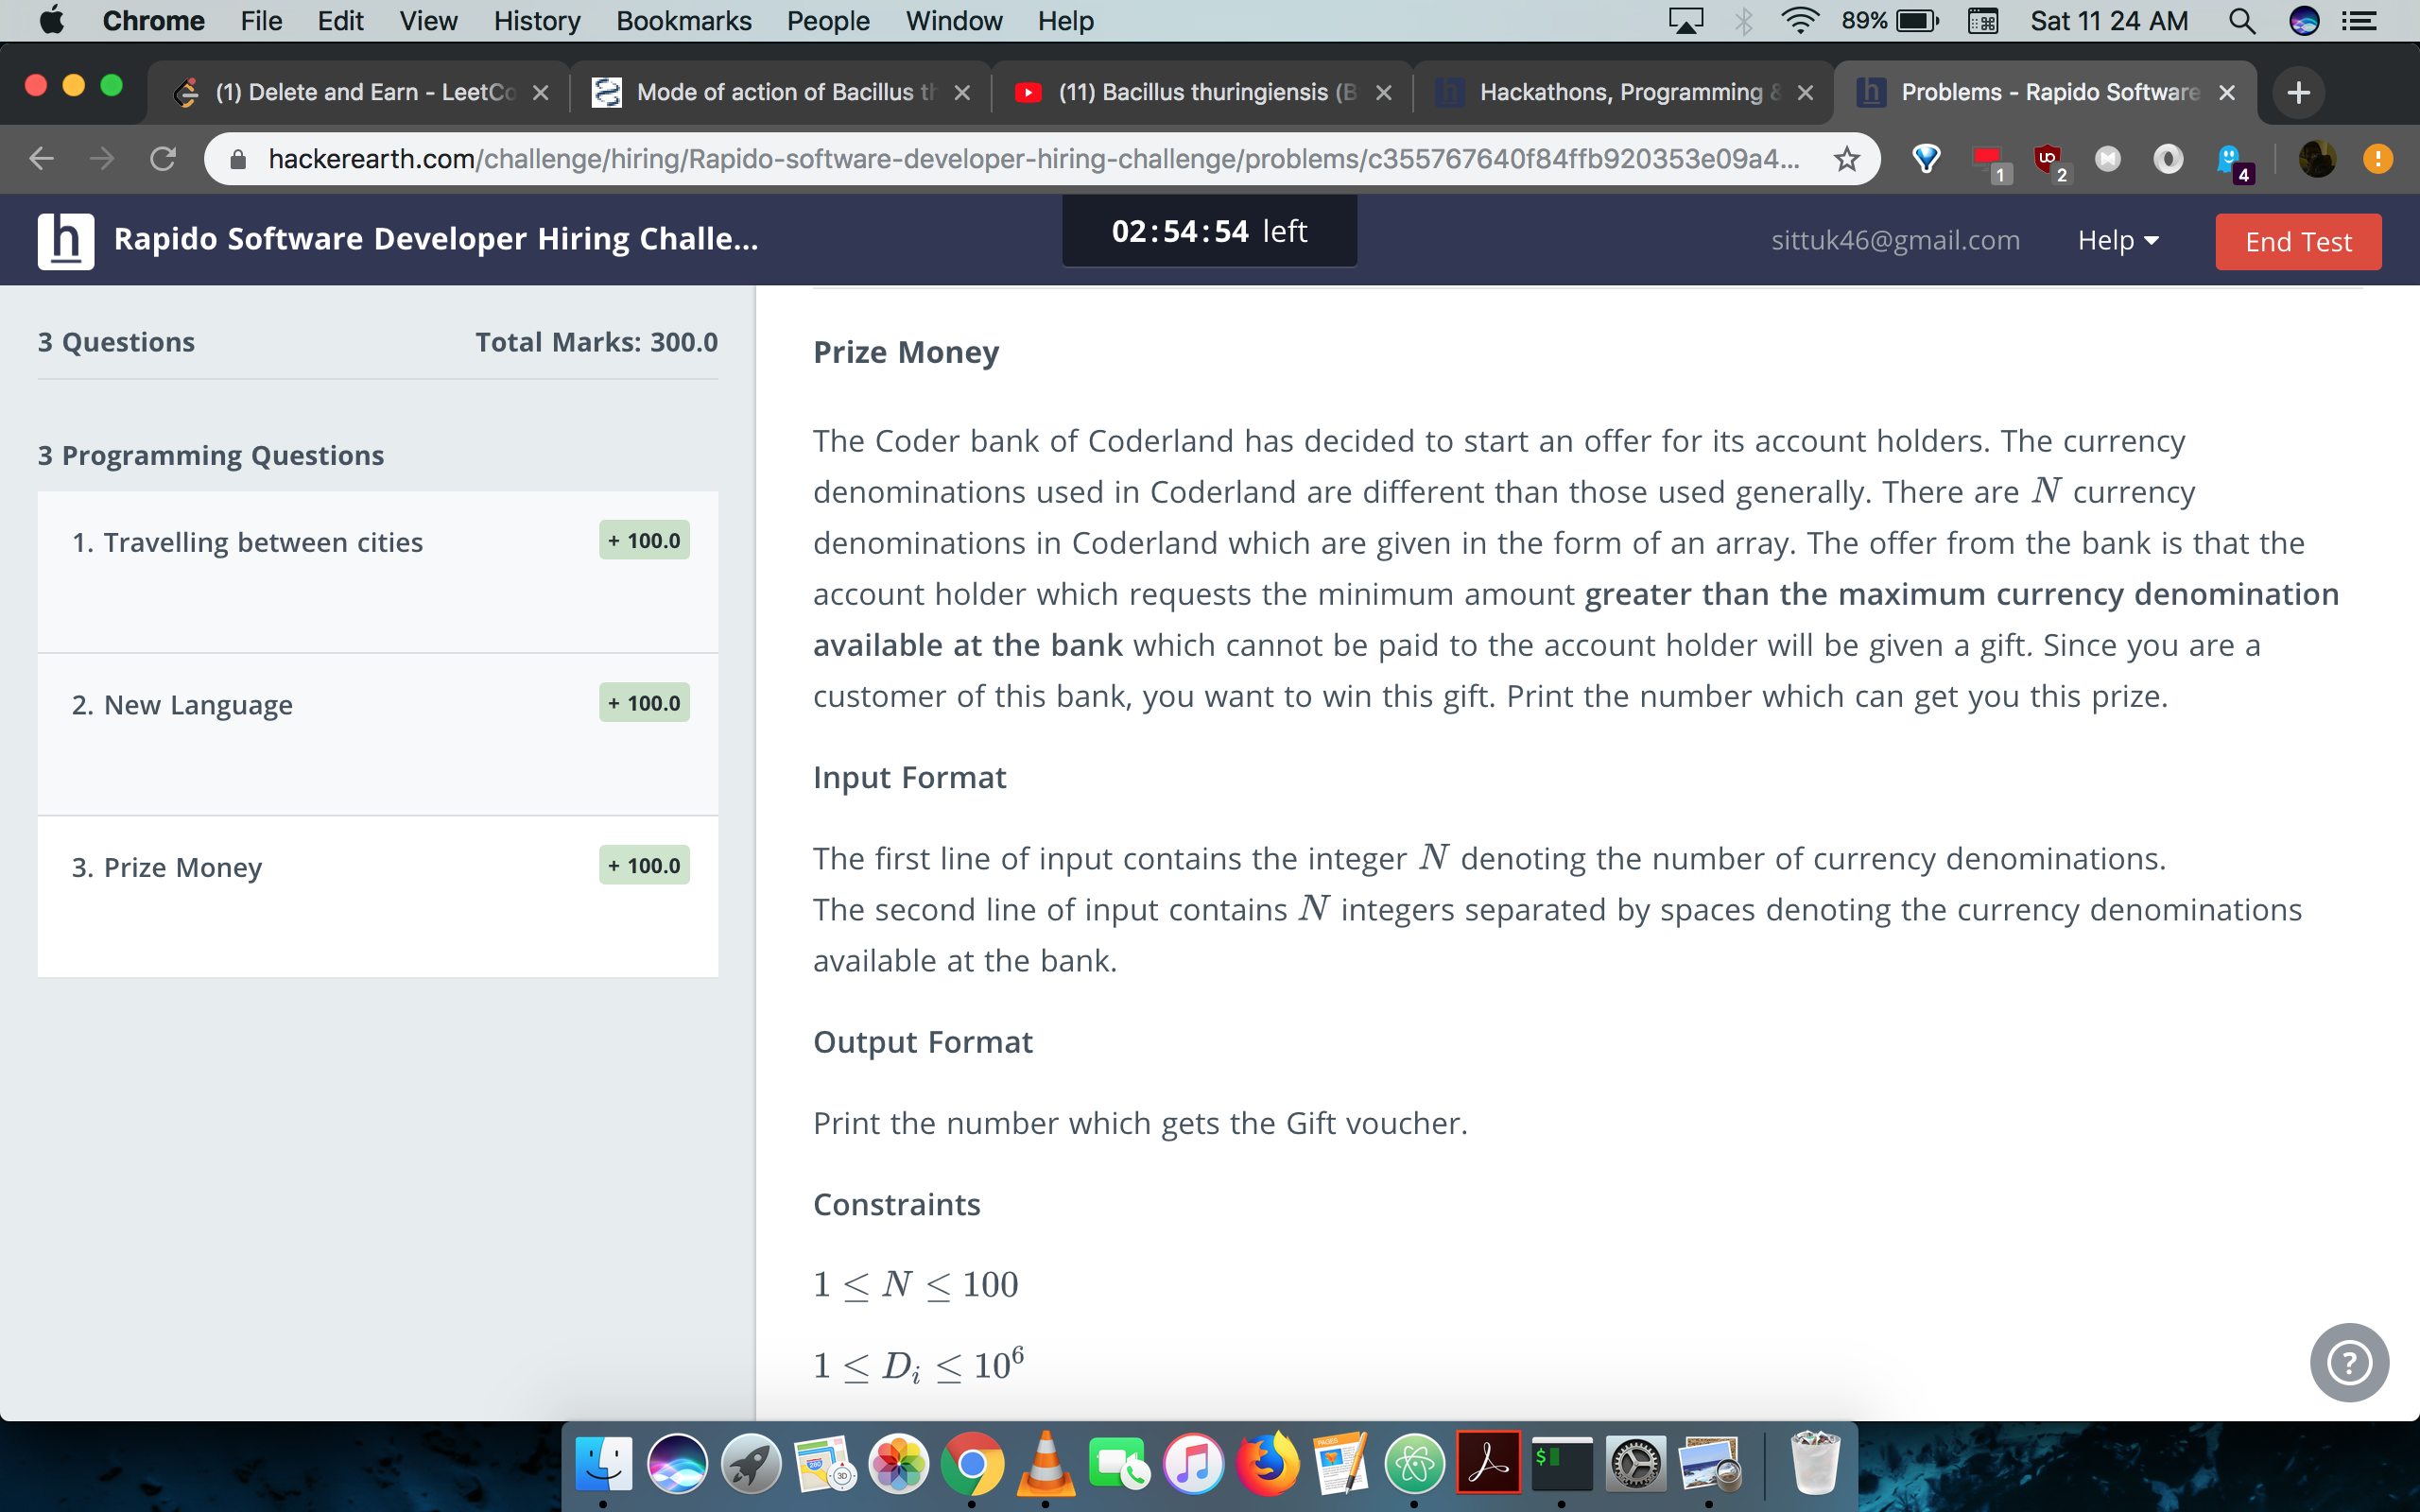 Chrome File Edit View History Bookmarks People Window Help 89% Sat 11 24 AM
(1) Delete and Earn - LeetCo Mode of action of Bacillus th (11) Bacillus thuringiensis (B Hackathons, Programming & Problems - Rapido Software
hackerearth.com/challenge/hiring/Rapido-software-developer-hiring-challenge/problems/c355767640f84ffb920353e09a4... 1 2 4
h Rapido Software Developer Hiring Challe... 02:54:54 left sittuk46@gmail.com Help End Test
3 Questions Total Marks: 300.0
3 Programming Questions
1. Travelling between cities + 100.0
2. New Language + 100.0
3. Prize Money + 100.0
Prize Money
The Coder bank of Coderland has decided to start an offer for its account holders. The currency
denominations used in Coderland are different than those used generally. There are N currency
denominations in Coderland which are given in the form of an array. The offer from the bank is that the
account holder which requests the minimum amount greater than the maximum currency denomination
available at the bank which cannot be paid to the account holder will be given a gift. Since you are a
customer of this bank, you want to win this gift. Print the number which can get you this prize.
Input Format
The first line of input contains the integer N denoting the number of currency denominations.
The second line of input contains N integers separated by spaces denoting the currency denominations
available at the bank.
Output Format
Print the number which gets the Gift voucher.
Constraints
1 ≤ N ≤ 100
1 ≤ Dᵢ ≤ 10⁶